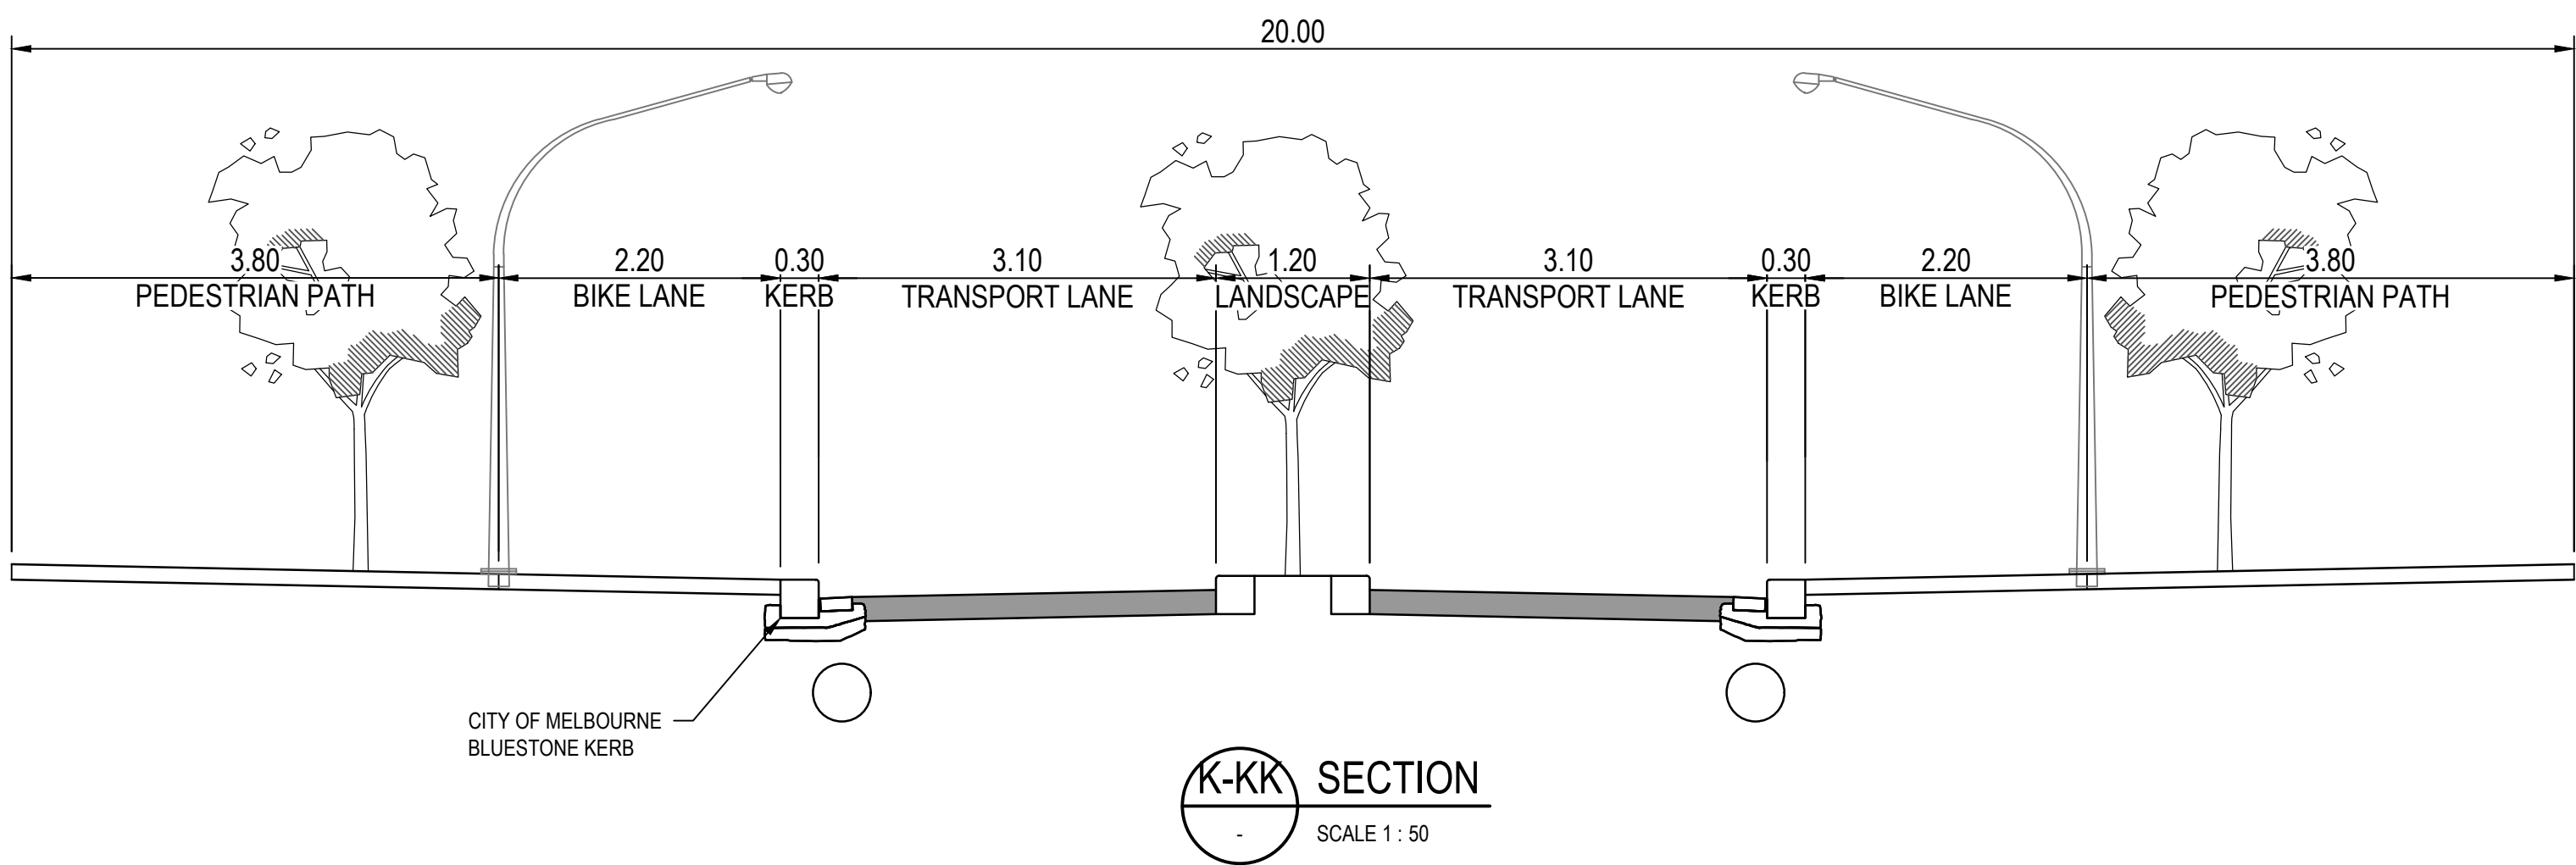 20.00
3.80 2.20 0.30 3.10 1.20 3.10 0.30 2.20 3.80
PEDESTRIAN PATH BIKE LANE KERB TRANSPORT LANE LANDSCAPE TRANSPORT LANE KERB BIKE LANE PEDESTRIAN PATH
CITY OF MELBOURNE
BLUESTONE KERB
K-KK SECTION
- SCALE 1 : 50